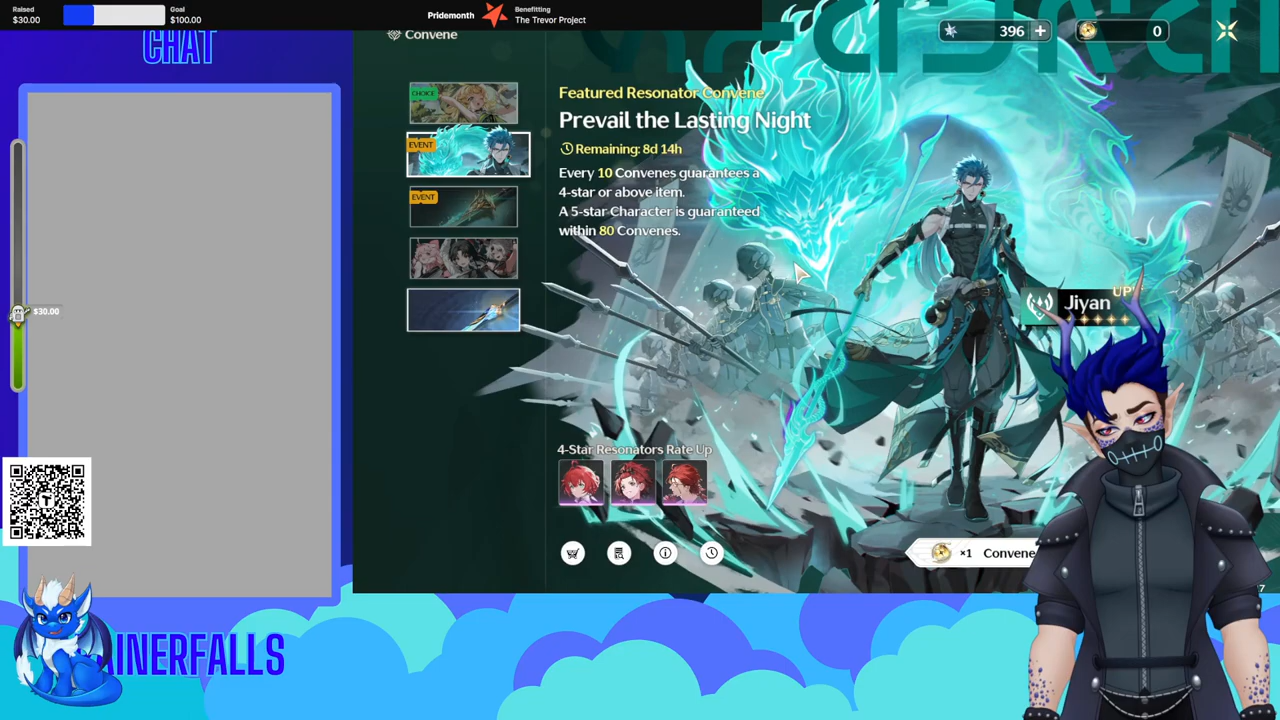 Raised
$30.00
Goal
$100.00
Pridemonth
Benefitting
The Trevor Project
CHAT
$30.00
T
INERFALLS
Convene
396
0
CHOICE
EVENT
EVENT
Featured Resonator Convene
Prevail the Lasting Night
Remaining: 8d 14h
Every 10 Convenes guarantees a
4-star or above item.
A 5-star Character is guaranteed
within 80 Convenes.
UP!
Jiyan
4-Star Resonators Rate Up
×1 Convene
7